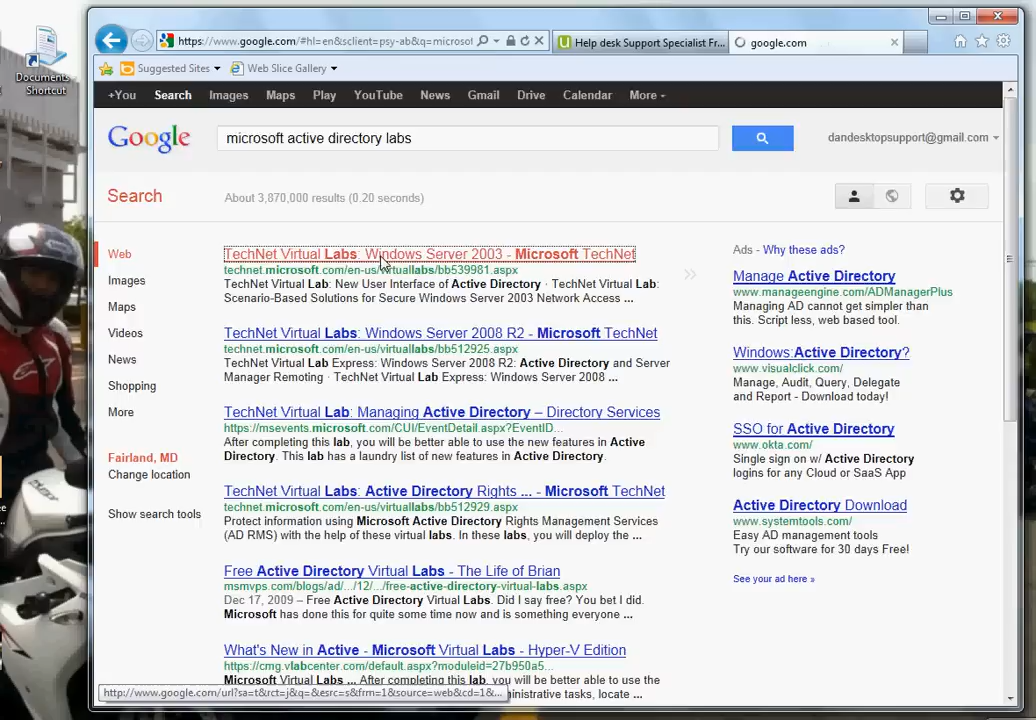 Documents
Shortcut
https://www.google.com/#hl=en&sclient=psy-ab&q=microsof
Help desk Support Specialist Fr...
google.com
Suggested Sites
Web Slice Gallery
+You Search Images Maps Play YouTube News Gmail Drive Calendar More
Google
microsoft active directory labs
dandesktopsupport@gmail.com
Search
About 3,870,000 results (0.20 seconds)
Web
Images
Maps
Videos
News
Shopping
More
Fairland, MD
Change location
Show search tools
TechNet Virtual Labs: Windows Server 2003 - Microsoft TechNet
technet.microsoft.com/en-us/virtuallabs/bb539981.aspx
TechNet Virtual Lab: New User Interface of Active Directory · TechNet Virtual Lab:
Scenario-Based Solutions for Secure Windows Server 2003 Network Access ...
TechNet Virtual Labs: Windows Server 2008 R2 - Microsoft TechNet
technet.microsoft.com/en-us/virtuallabs/bb512925.aspx
TechNet Virtual Lab Express: Windows Server 2008 R2: Active Directory and Server
Manager Remoting · TechNet Virtual Lab Express: Windows Server 2008 ...
TechNet Virtual Lab: Managing Active Directory – Directory Services
https://msevents.microsoft.com/CUI/EventDetail.aspx?EventID...
After completing this lab, you will be better able to use the new features in Active
Directory. This lab has a laundry list of new features in Active Directory.
TechNet Virtual Labs: Active Directory Rights ... - Microsoft TechNet
technet.microsoft.com/en-us/virtuallabs/bb512929.aspx
Protect information using Microsoft Active Directory Rights Management Services
(AD RMS) with the help of these virtual labs. In these labs, you will deploy the ...
Free Active Directory Virtual Labs - The Life of Brian
msmvps.com/blogs/ad/.../12/.../free-active-directory-virtual-labs.aspx
Dec 17, 2009 – Free Active Directory Virtual Labs. Did I say free? You bet I did.
Microsoft has done this for quite some time now and is something everyone ...
What's New in Active - Microsoft Virtual Labs - Hyper-V Edition
https://cmg.vlabcenter.com/default.aspx?moduleid=27b950a5...
Microsoft Virtual Labs ... After completing this lab, you will be better able to use the
http://www.google.com/url?sa=t&rct=j&q=&esrc=s&frm=1&source=web&cd=1&...
nistrative tasks, locate ...
Ads - Why these ads?
Manage Active Directory
www.manageengine.com/ADManagerPlus
Managing AD cannot get simpler than
this. Script less, web based tool.
Windows:Active Directory?
www.visualclick.com/
Manage, Audit, Query, Delegate
and Report - Download today!
SSO for Active Directory
www.okta.com/
Single sign on w/ Active Directory
logins for any Cloud or SaaS App
Active Directory Download
www.systemtools.com/
Easy AD management tools
Try our software for 30 days Free!
See your ad here »